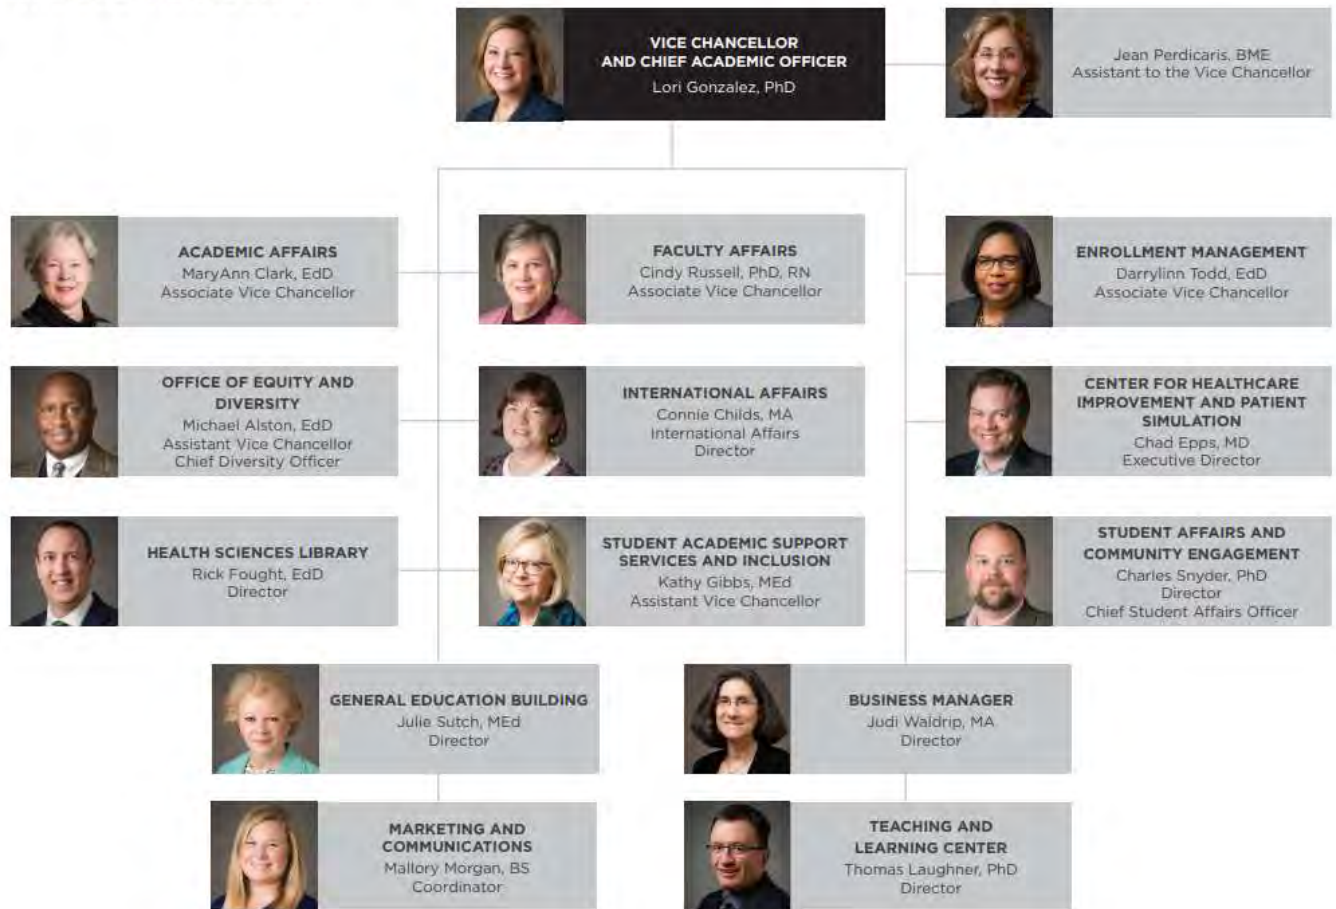 VICE CHANCELLOR
AND CHIEF ACADEMIC OFFICER
Lori Gonzalez, PhD
Jean Perdicaris, BME
Assistant to the Vice Chancellor
ACADEMIC AFFAIRS
MaryAnn Clark, EdD
Associate Vice Chancellor
FACULTY AFFAIRS
Cindy Russell, PhD, RN
Associate Vice Chancellor
ENROLLMENT MANAGEMENT
Darrylinn Todd, EdD
Associate Vice Chancellor
OFFICE OF EQUITY AND
DIVERSITY
Michael Alston, EdD
Assistant Vice Chancellor
Chief Diversity Officer
INTERNATIONAL AFFAIRS
Connie Childs, MA
International Affairs
Director
CENTER FOR HEALTHCARE
IMPROVEMENT AND PATIENT
SIMULATION
Chad Epps, MD
Executive Director
HEALTH SCIENCES LIBRARY
Rick Fought, EdD
Director
STUDENT ACADEMIC SUPPORT
SERVICES AND INCLUSION
Kathy Gibbs, MEd
Assistant Vice Chancellor
STUDENT AFFAIRS AND
COMMUNITY ENGAGEMENT
Charles Snyder, PhD
Director
Chief Student Affairs Officer
GENERAL EDUCATION BUILDING
Julie Sutch, MEd
Director
BUSINESS MANAGER
Judi Waldrip, MA
Director
MARKETING AND
COMMUNICATIONS
Mallory Morgan, BS
Coordinator
TEACHING AND
LEARNING CENTER
Thomas Laughner, PhD
Director